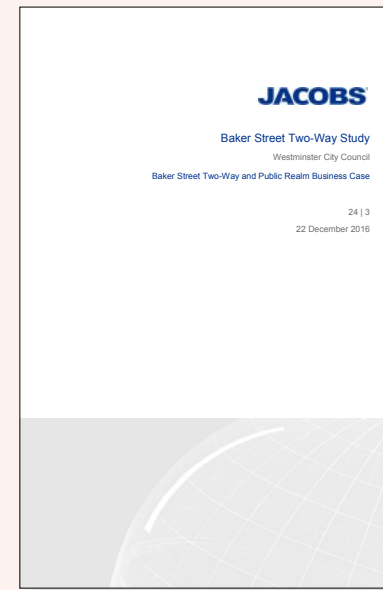 JACOBS
Baker Street Two-Way Study
Westminster City Council
Baker Street Two-Way and Public Realm Business Case
24 | 3
22 December 2016